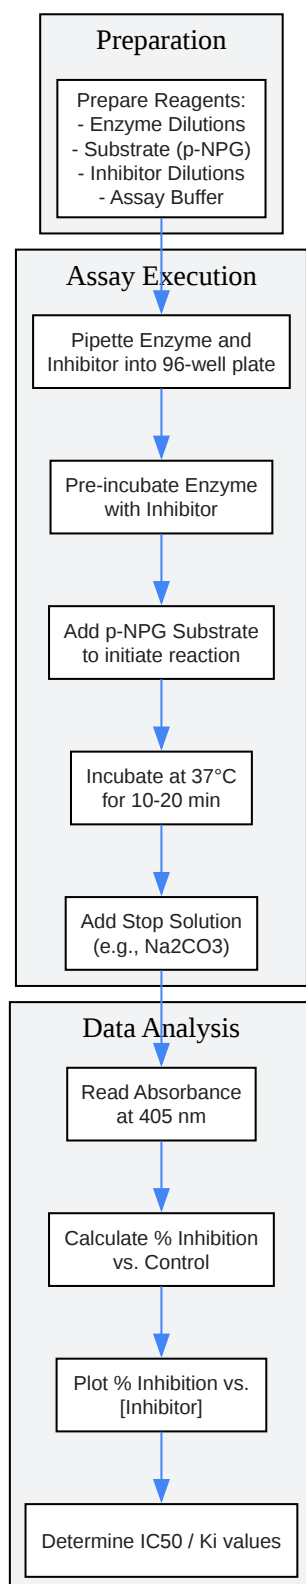 Preparation
Prepare Reagents:
- Enzyme Dilutions
- Substrate (p-NPG)
- Inhibitor Dilutions
- Assay Buffer
Assay Execution
Pipette Enzyme and
Inhibitor into 96-well plate
Pre-incubate Enzyme
with Inhibitor
Add p-NPG Substrate
to initiate reaction
Incubate at 37°C
for 10-20 min
Add Stop Solution
(e.g., Na2CO3)
Data Analysis
Read Absorbance
at 405 nm
Calculate % Inhibition
vs. Control
Plot % Inhibition vs.
[Inhibitor]
Determine IC50 / Ki values